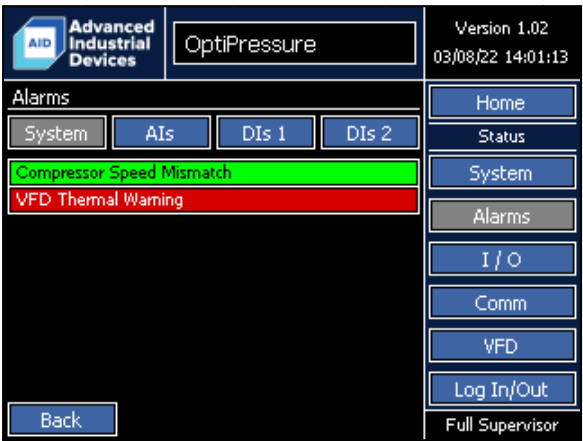 AID
Advanced
Industrial
Devices
OptiPressure
Version 1.02
03/08/22 14:01:13
Alarms
System AIs DIs 1 DIs 2
Compressor Speed Mismatch
VFD Thermal Warning
Back
Home
Status
System
Alarms
I / O
Comm
VFD
Log In/Out
Full Supervisor